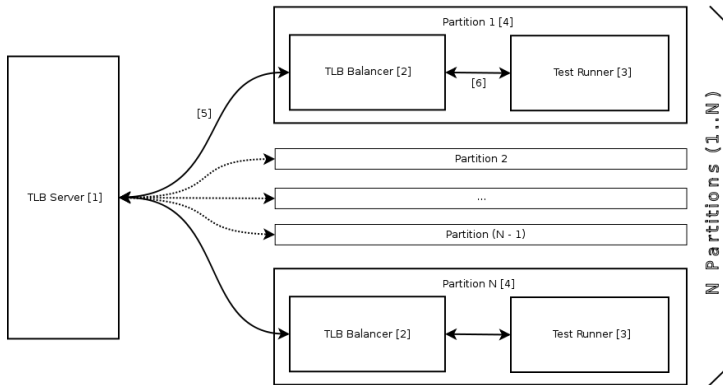 Partition 1 [4]
TLB Balancer [2]
[6]
Test Runner [3]
[5]
Partition 2
TLB Server [1]
...
Partition (N - 1)
Partition N [4]
TLB Balancer [2]
Test Runner [3]
N Partitions (1..N)